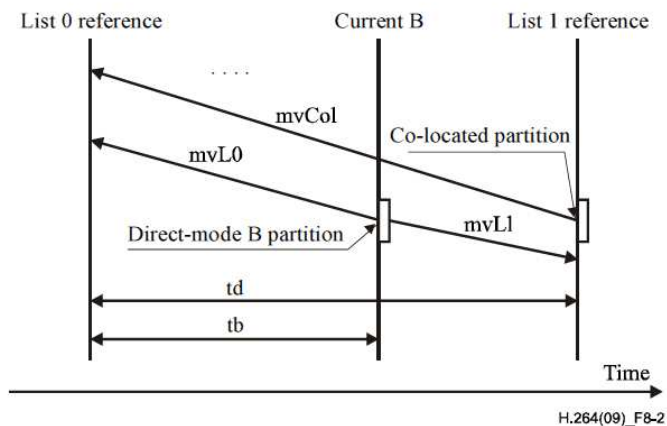 List 0 reference
Current B
List 1 reference
....
mvCol
Co-located partition
mvL0
Direct-mode B partition
mvL1
td
tb
Time
H.264(09)_F8-2